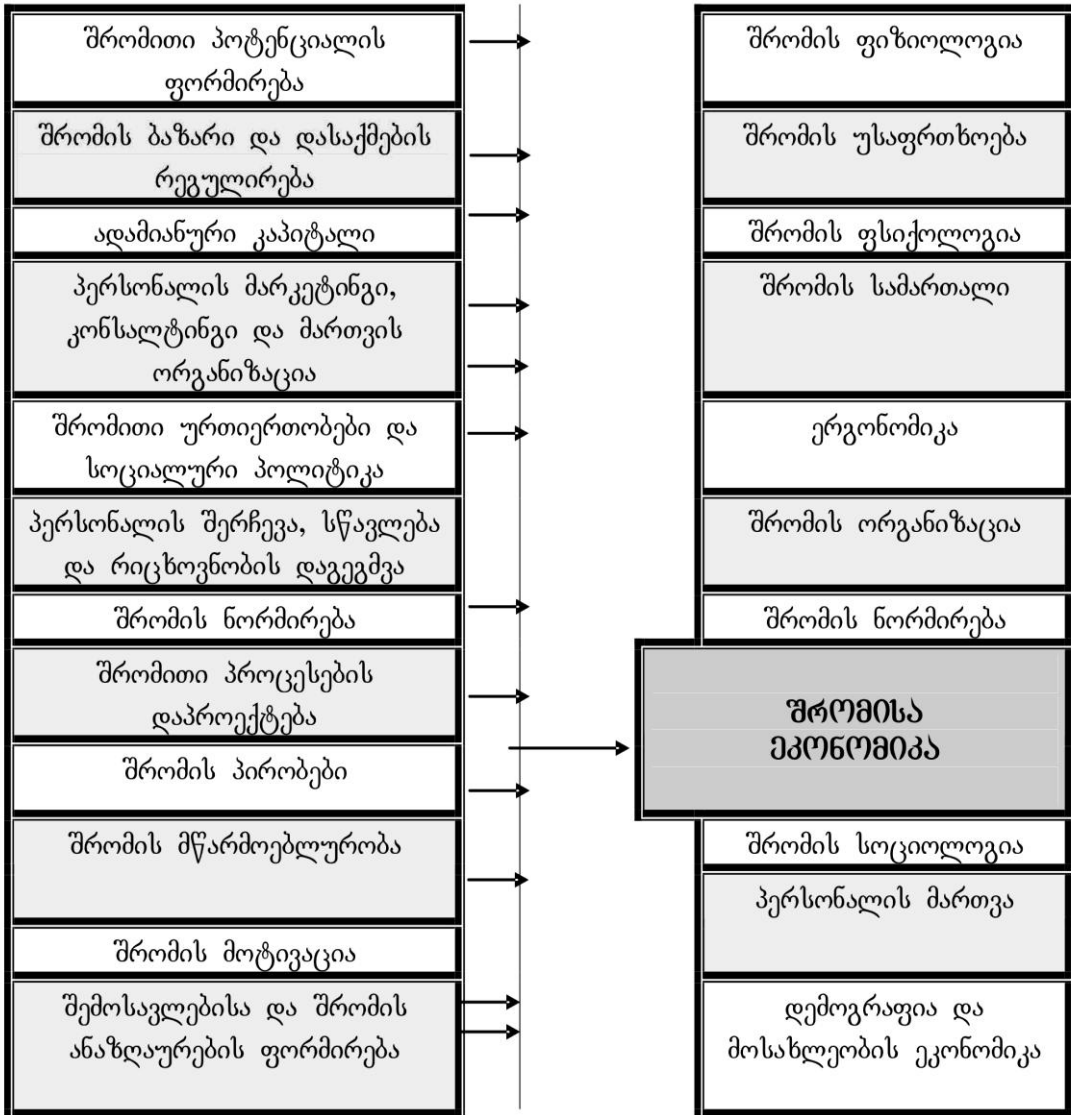 შრომითი პოტენციალის
ფორმირება
შრომის ბაზარი და დასაქმების
რეგულირება
ადამიანური კაპიტალი
პერსონალის მარკეტინგი,
კონსალტინგი და მართვის
ორგანიზაცია
შრომითი ურთიერთობები და
სოციალური პოლიტიკა
პერსონალის შერჩევა, სწავლება
და რიცხოვნობის დაგეგმვა
შრომის ნორმირება
შრომითი პროცესების
დაპროექტება
შრომის პირობები
შრომის მწარმოებლურობა
შრომის მოტივაცია
შემოსავლებისა და შრომის
ანაზღაურების ფორმირება
შრომის ფიზიოლოგია
შრომის უსაფრთხოება
შრომის ფსიქოლოგია
შრომის სამართალი
ერგონომიკა
შრომის ორგანიზაცია
შრომის ნორმირება
შრომისა
ეკონომიკა
შრომის სოციოლოგია
პერსონალის მართვა
დემოგრაფია და
მოსახლეობის ეკონომიკა